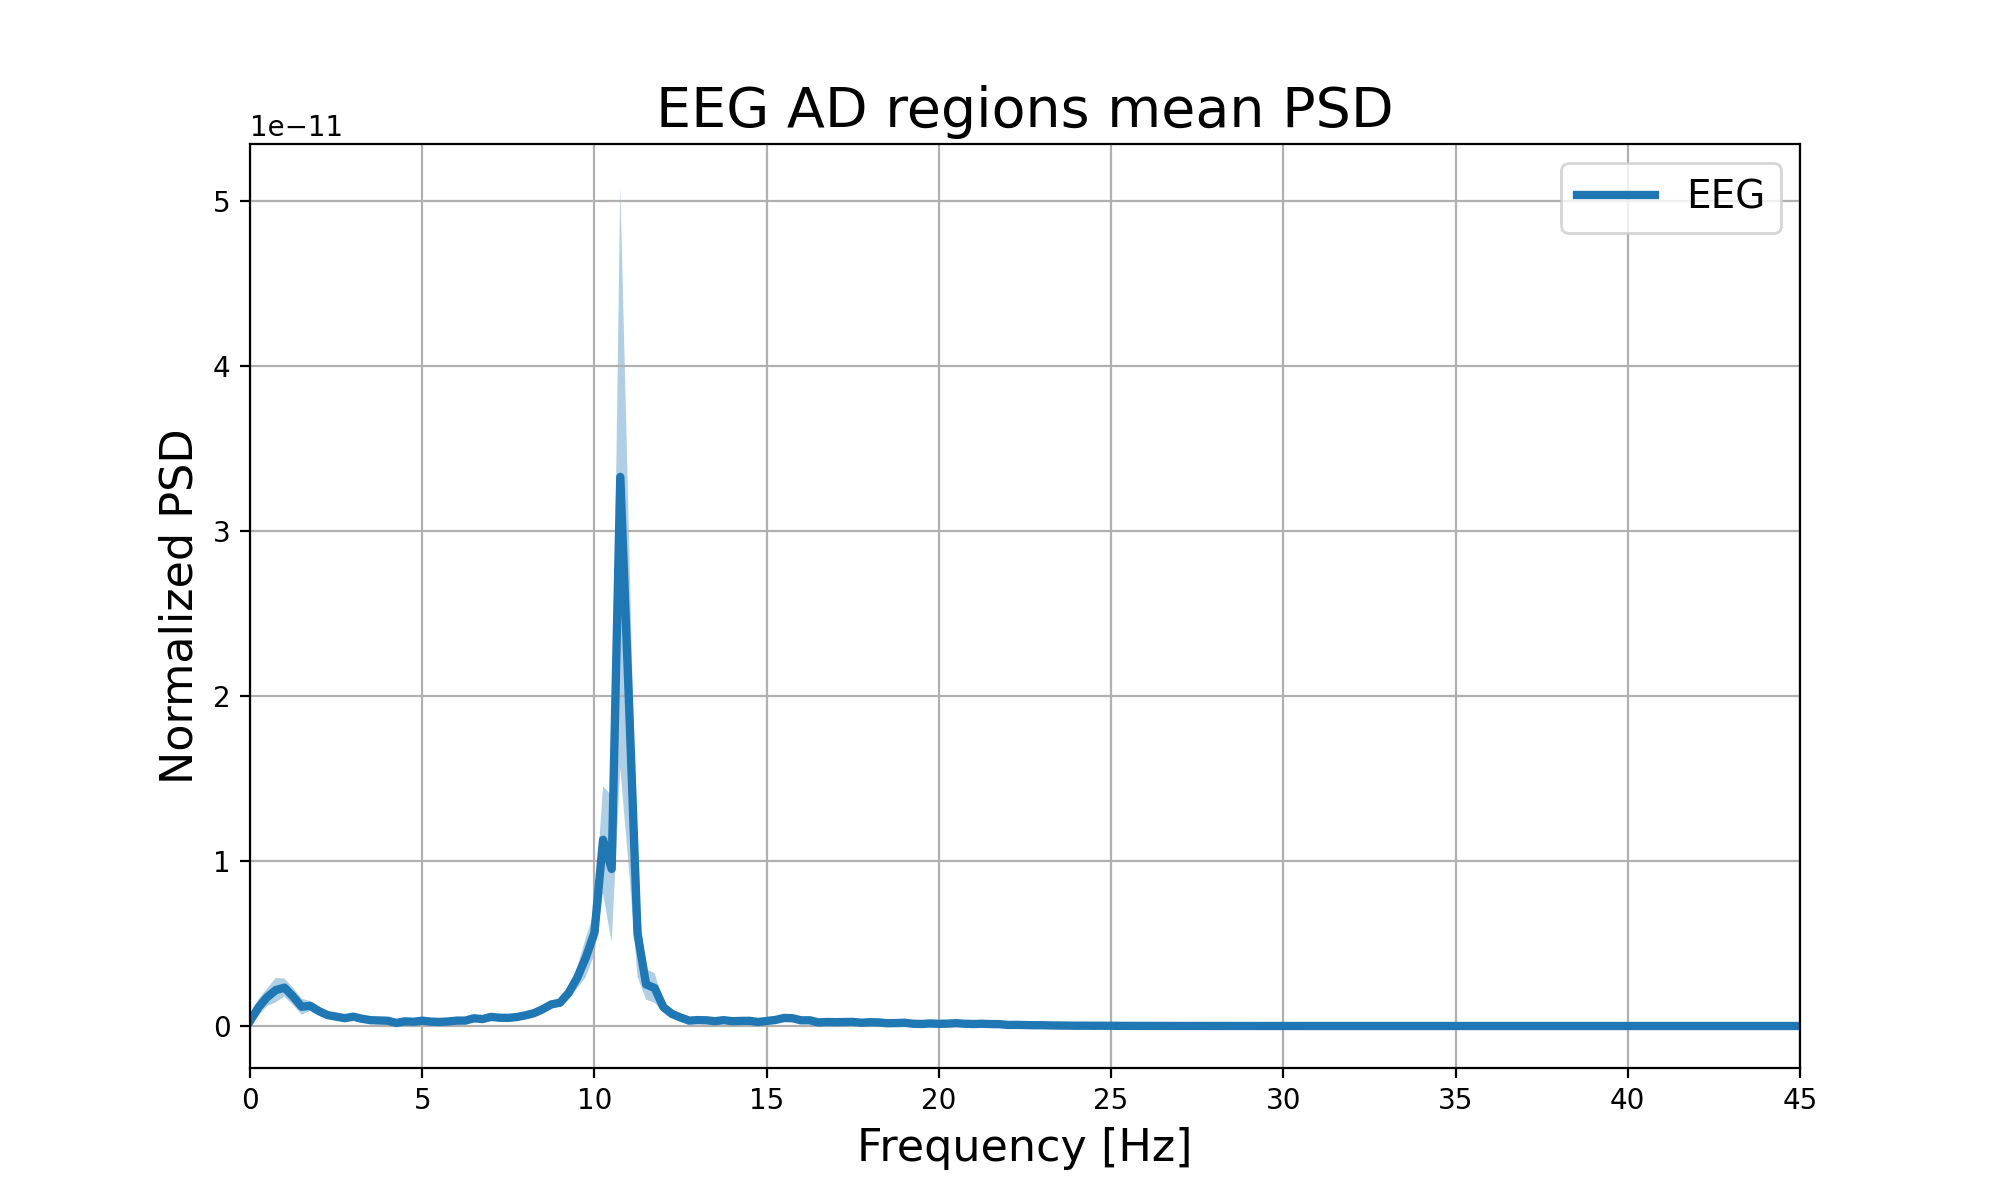 EEG AD regions mean PSD
1e−11
EEG
5
4
3
2
1
0
Normalized PSD
0 5 10 15 20 25 30 35 40 45
Frequency [Hz]